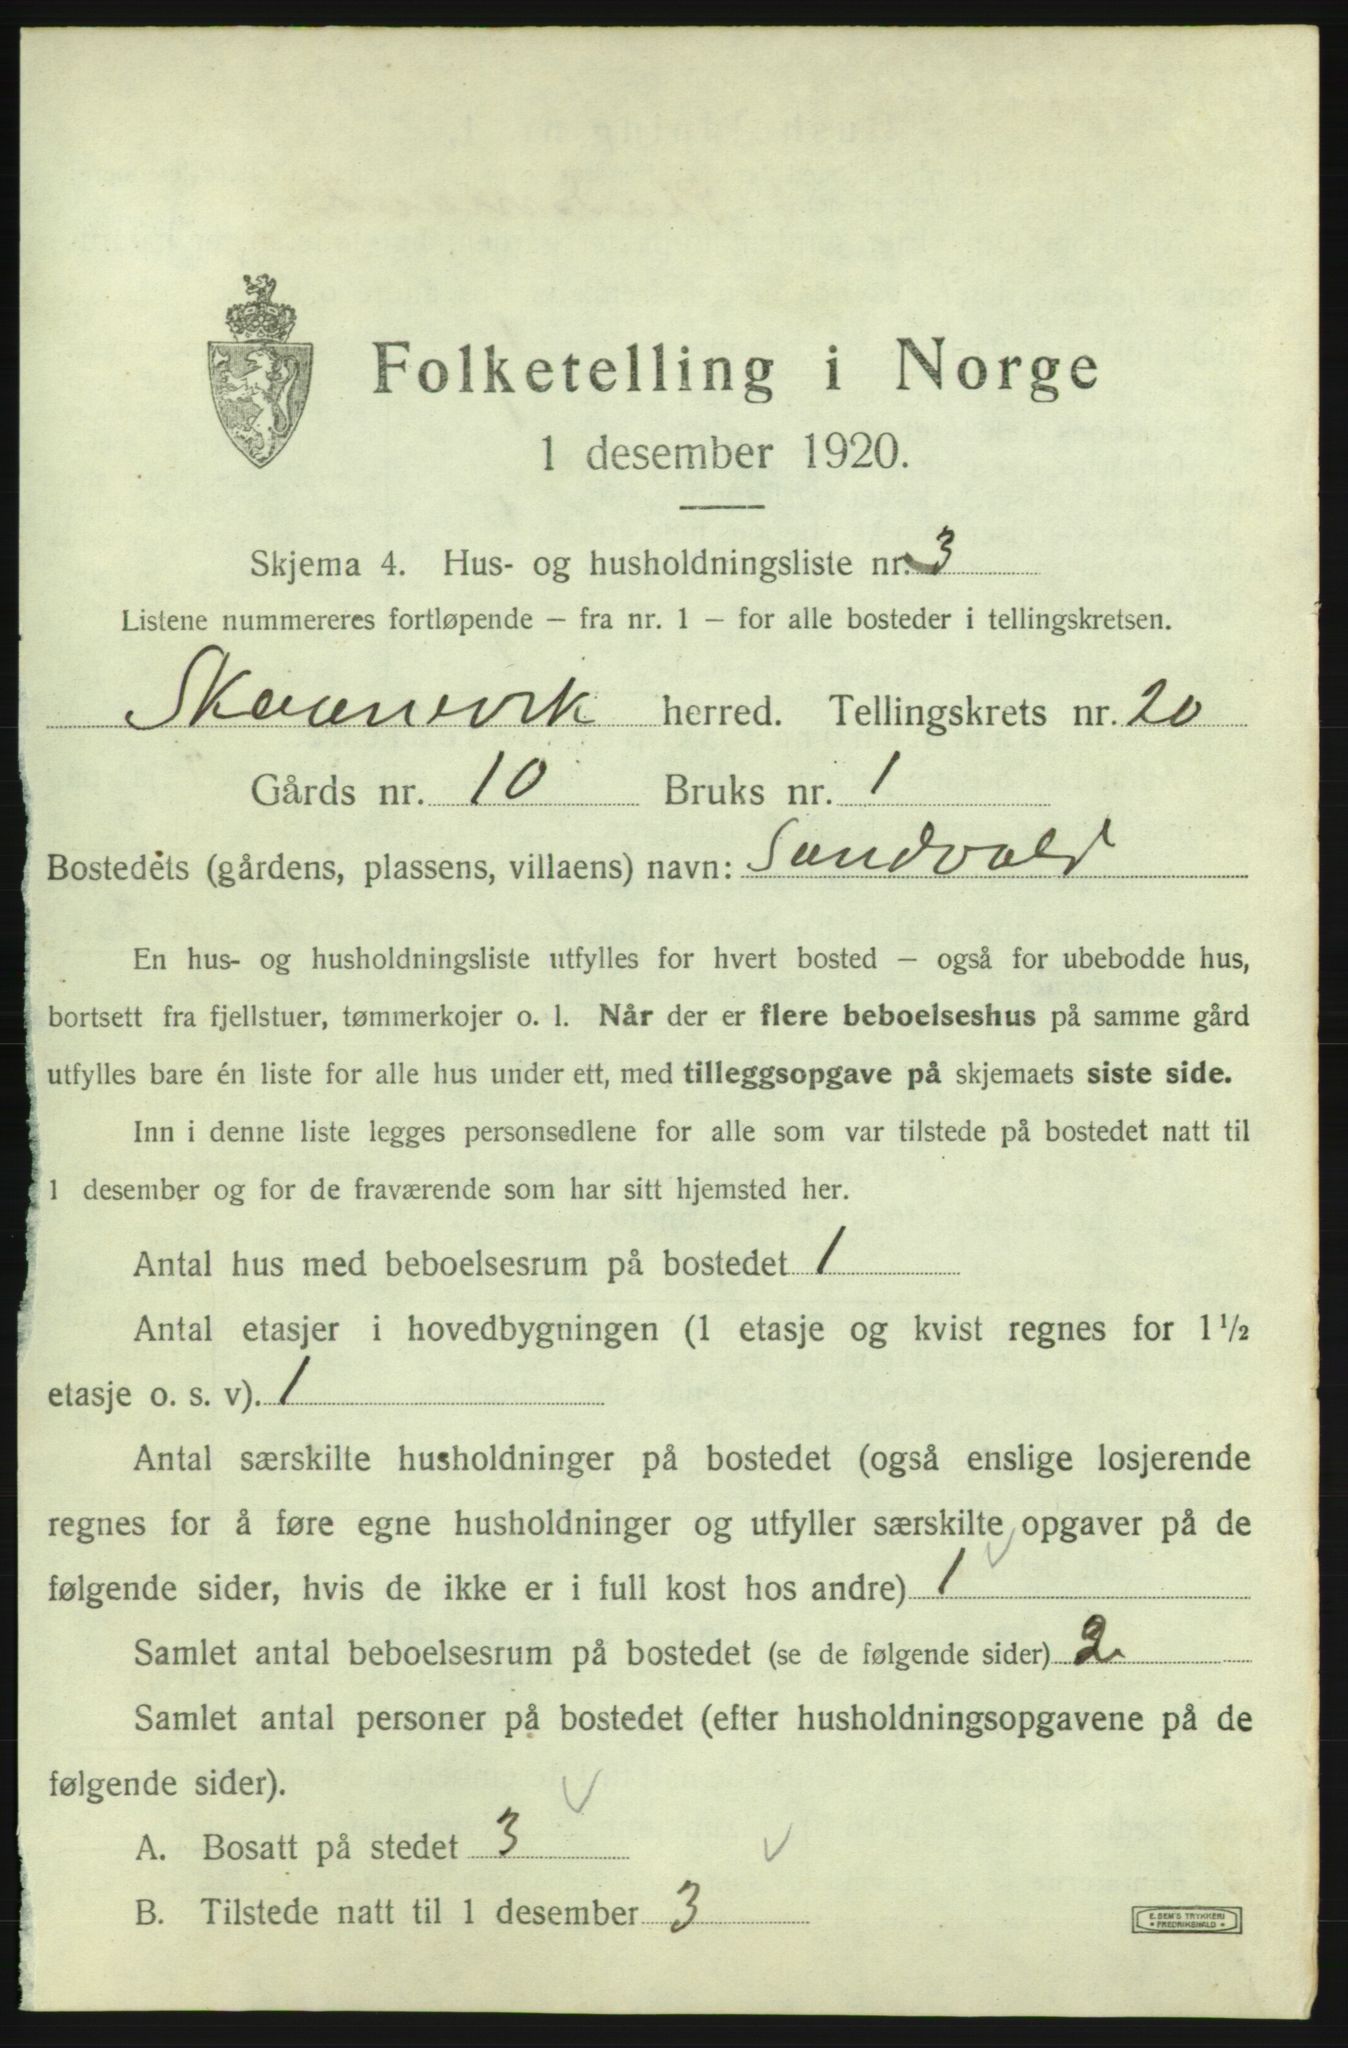 Folketelling i Norge
1 desember 1920.
Skjema 4. Hus- og husholdningsliste nr. 3
Listene nummereres fortløpende – fra nr. 1 – for alle bosteder i tellingskretsen.
Skaanevik herred. Tellingskrets nr. 20
Gårds nr. 10 Bruks nr. 1
Bostedets (gårdens, plassens, villaens) navn: Sandvold
En hus- og husholdningsliste utfylles for hvert bosted – også for ubebodde hus,
bortsett fra fjellstuer, tømmerkojer o. l. Når der er flere beboelseshus på samme gård
utfylles bare én liste for alle hus under ett, med tilleggsopgave på skjemaets siste side.
Inn i denne liste legges personsedlene for alle som var tilstede på bostedet natt til
1 desember og for de fraværende som har sitt hjemsted her.
Antal hus med beboelsesrum på bostedet 1
Antal etasjer i hovedbygningen (1 etasje og kvist regnes for 1 1/2
etasje o. s. v). 1
Antal særskilte husholdninger på bostedet (også enslige losjerende
regnes for å føre egne husholdninger og utfyller særskilte opgaver på de
følgende sider, hvis de ikke er i full kost hos andre) 1
Samlet antal beboelsesrum på bostedet (se de følgende sider) 2
Samlet antal personer på bostedet (efter husholdningsopgavene på de
følgende sider).
A. Bosatt på stedet 3
B. Tilstede natt til 1 desember 3
E. SEM'S TRYKKERI
• FREDRIKSHALD •